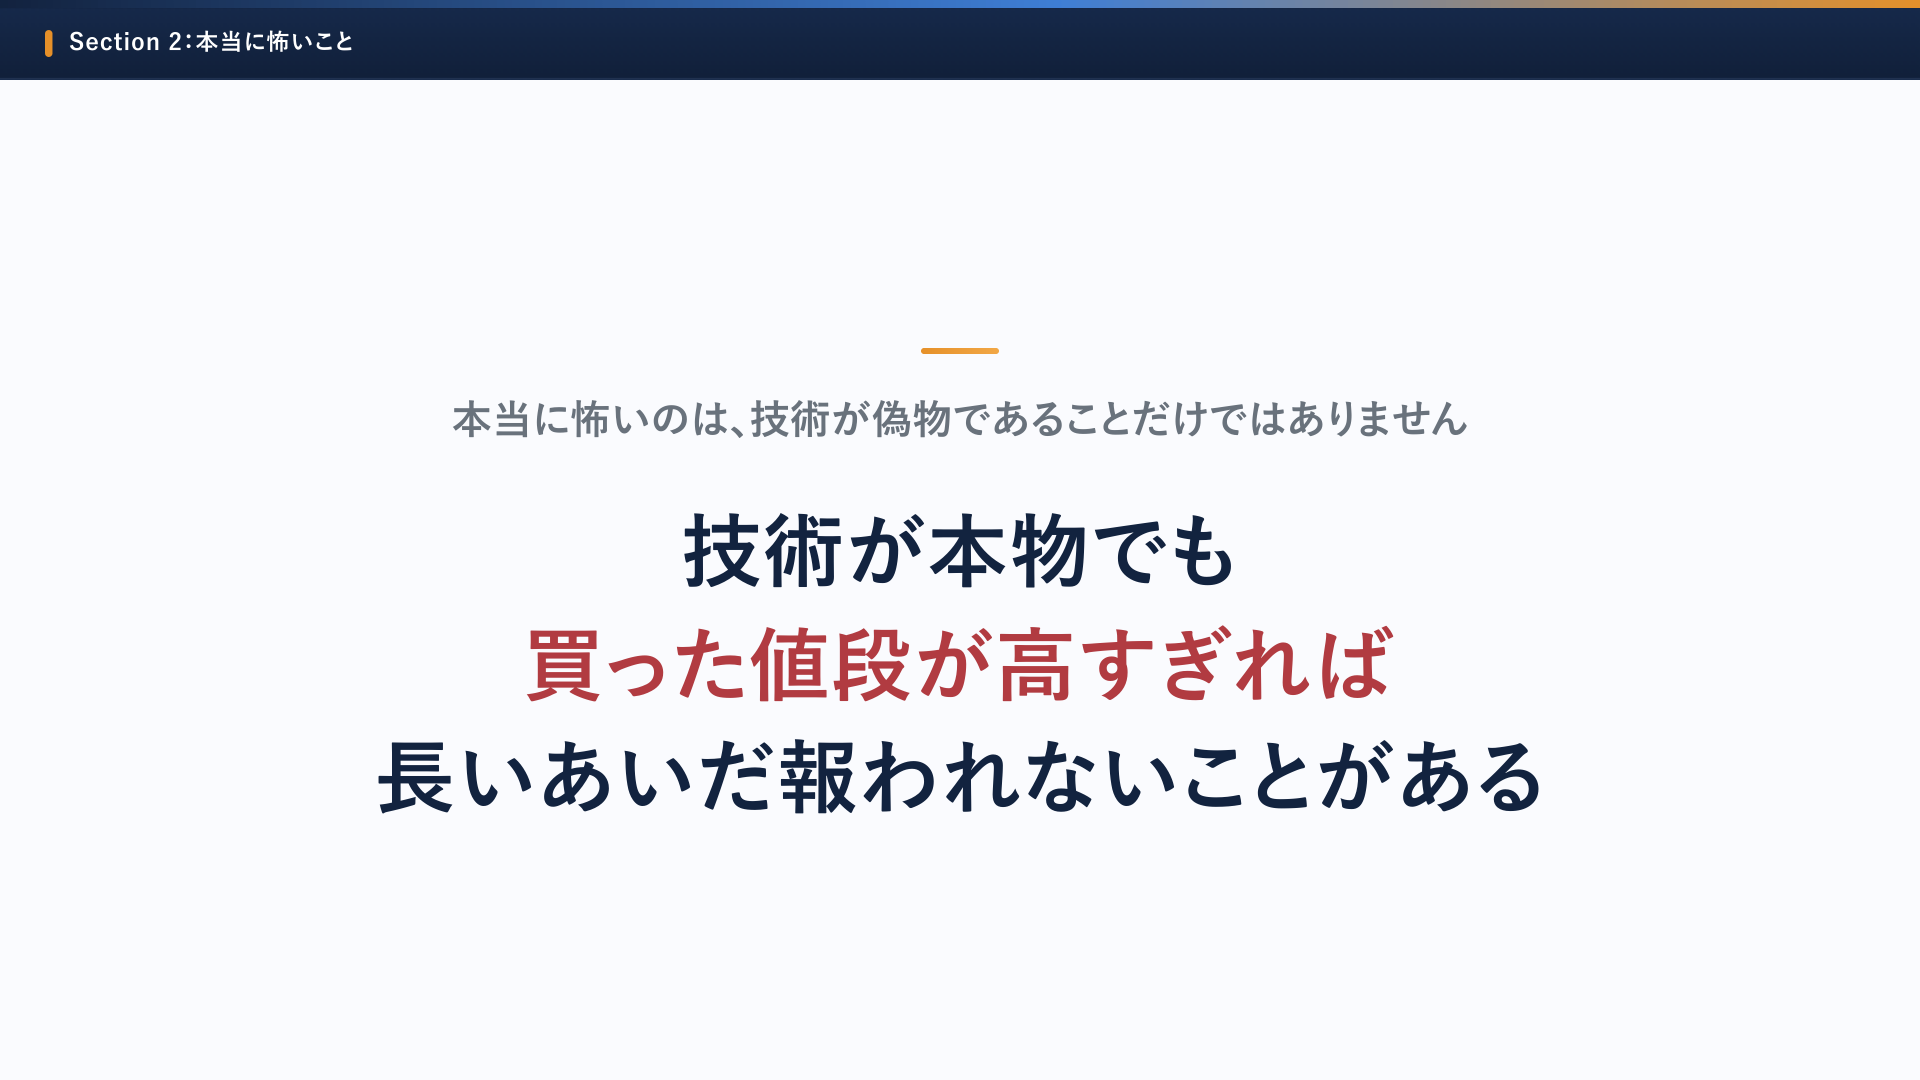 Section 2：本当に怖いこと
本当に怖いのは、技術が偽物であることだけではありません
技術が本物でも
買った値段が高すぎれば
長いあいだ報われないことがある